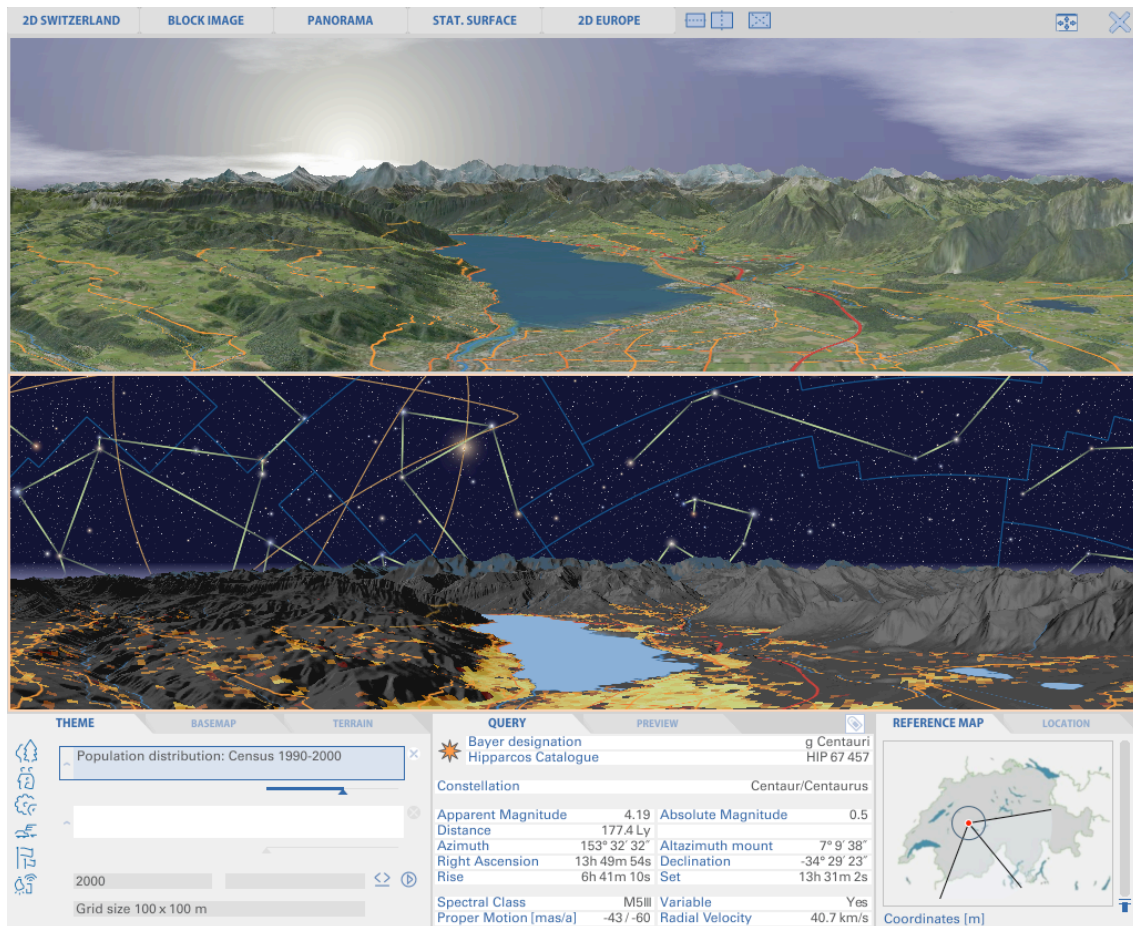 2D SWITZERLAND BLOCK IMAGE PANORAMA STAT. SURFACE 2D EUROPE
THEME BASEMAP TERRAIN
Population distribution: Census 1990-2000
2000
Grid size 100 x 100 m
QUERY PREVIEW
Bayer designation g Centauri
Hipparcos Catalogue HIP 67 457
Constellation Centaur/Centaurus
Apparent Magnitude 4.19 Absolute Magnitude 0.5
Distance 177.4 Ly
Azimuth 153° 32' 32" Altazimuth mount 7° 9' 38"
Right Ascension 13h 49m 54s Declination -34° 29' 23"
Rise 6h 41m 10s Set 13h 31m 2s
Spectral Class M5III Variable Yes
Proper Motion [mas/a] -43 / -60 Radial Velocity 40.7 km/s
REFERENCE MAP LOCATION
Coordinates [m]